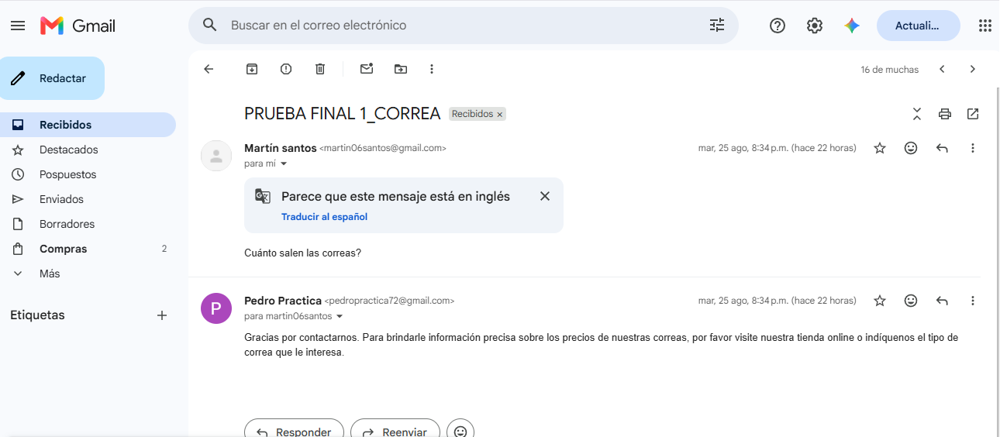 Gmail
Buscar en el correo electrónico
Actuali...
Redactar
16 de muchas
Recibidos
Destacados
Pospuestos
Enviados
Borradores
Compras 2
Más
Etiquetas
PRUEBA FINAL 1_CORREA Recibidos x
Martín santos <martin06santos@gmail.com> mar, 25 ago, 8:34 p.m. (hace 22 horas)
para mí
Parece que este mensaje está en inglés
Traducir al español
Cuánto salen las correas?
P
Pedro Practica <pedropractica72@gmail.com> mar, 25 ago, 8:34 p.m. (hace 22 horas)
para martin06santos
Gracias por contactarnos. Para brindarle información precisa sobre los precios de nuestras correas, por favor visite nuestra tienda online o indíquenos el tipo de
correa que le interesa.
Responder
Reenviar